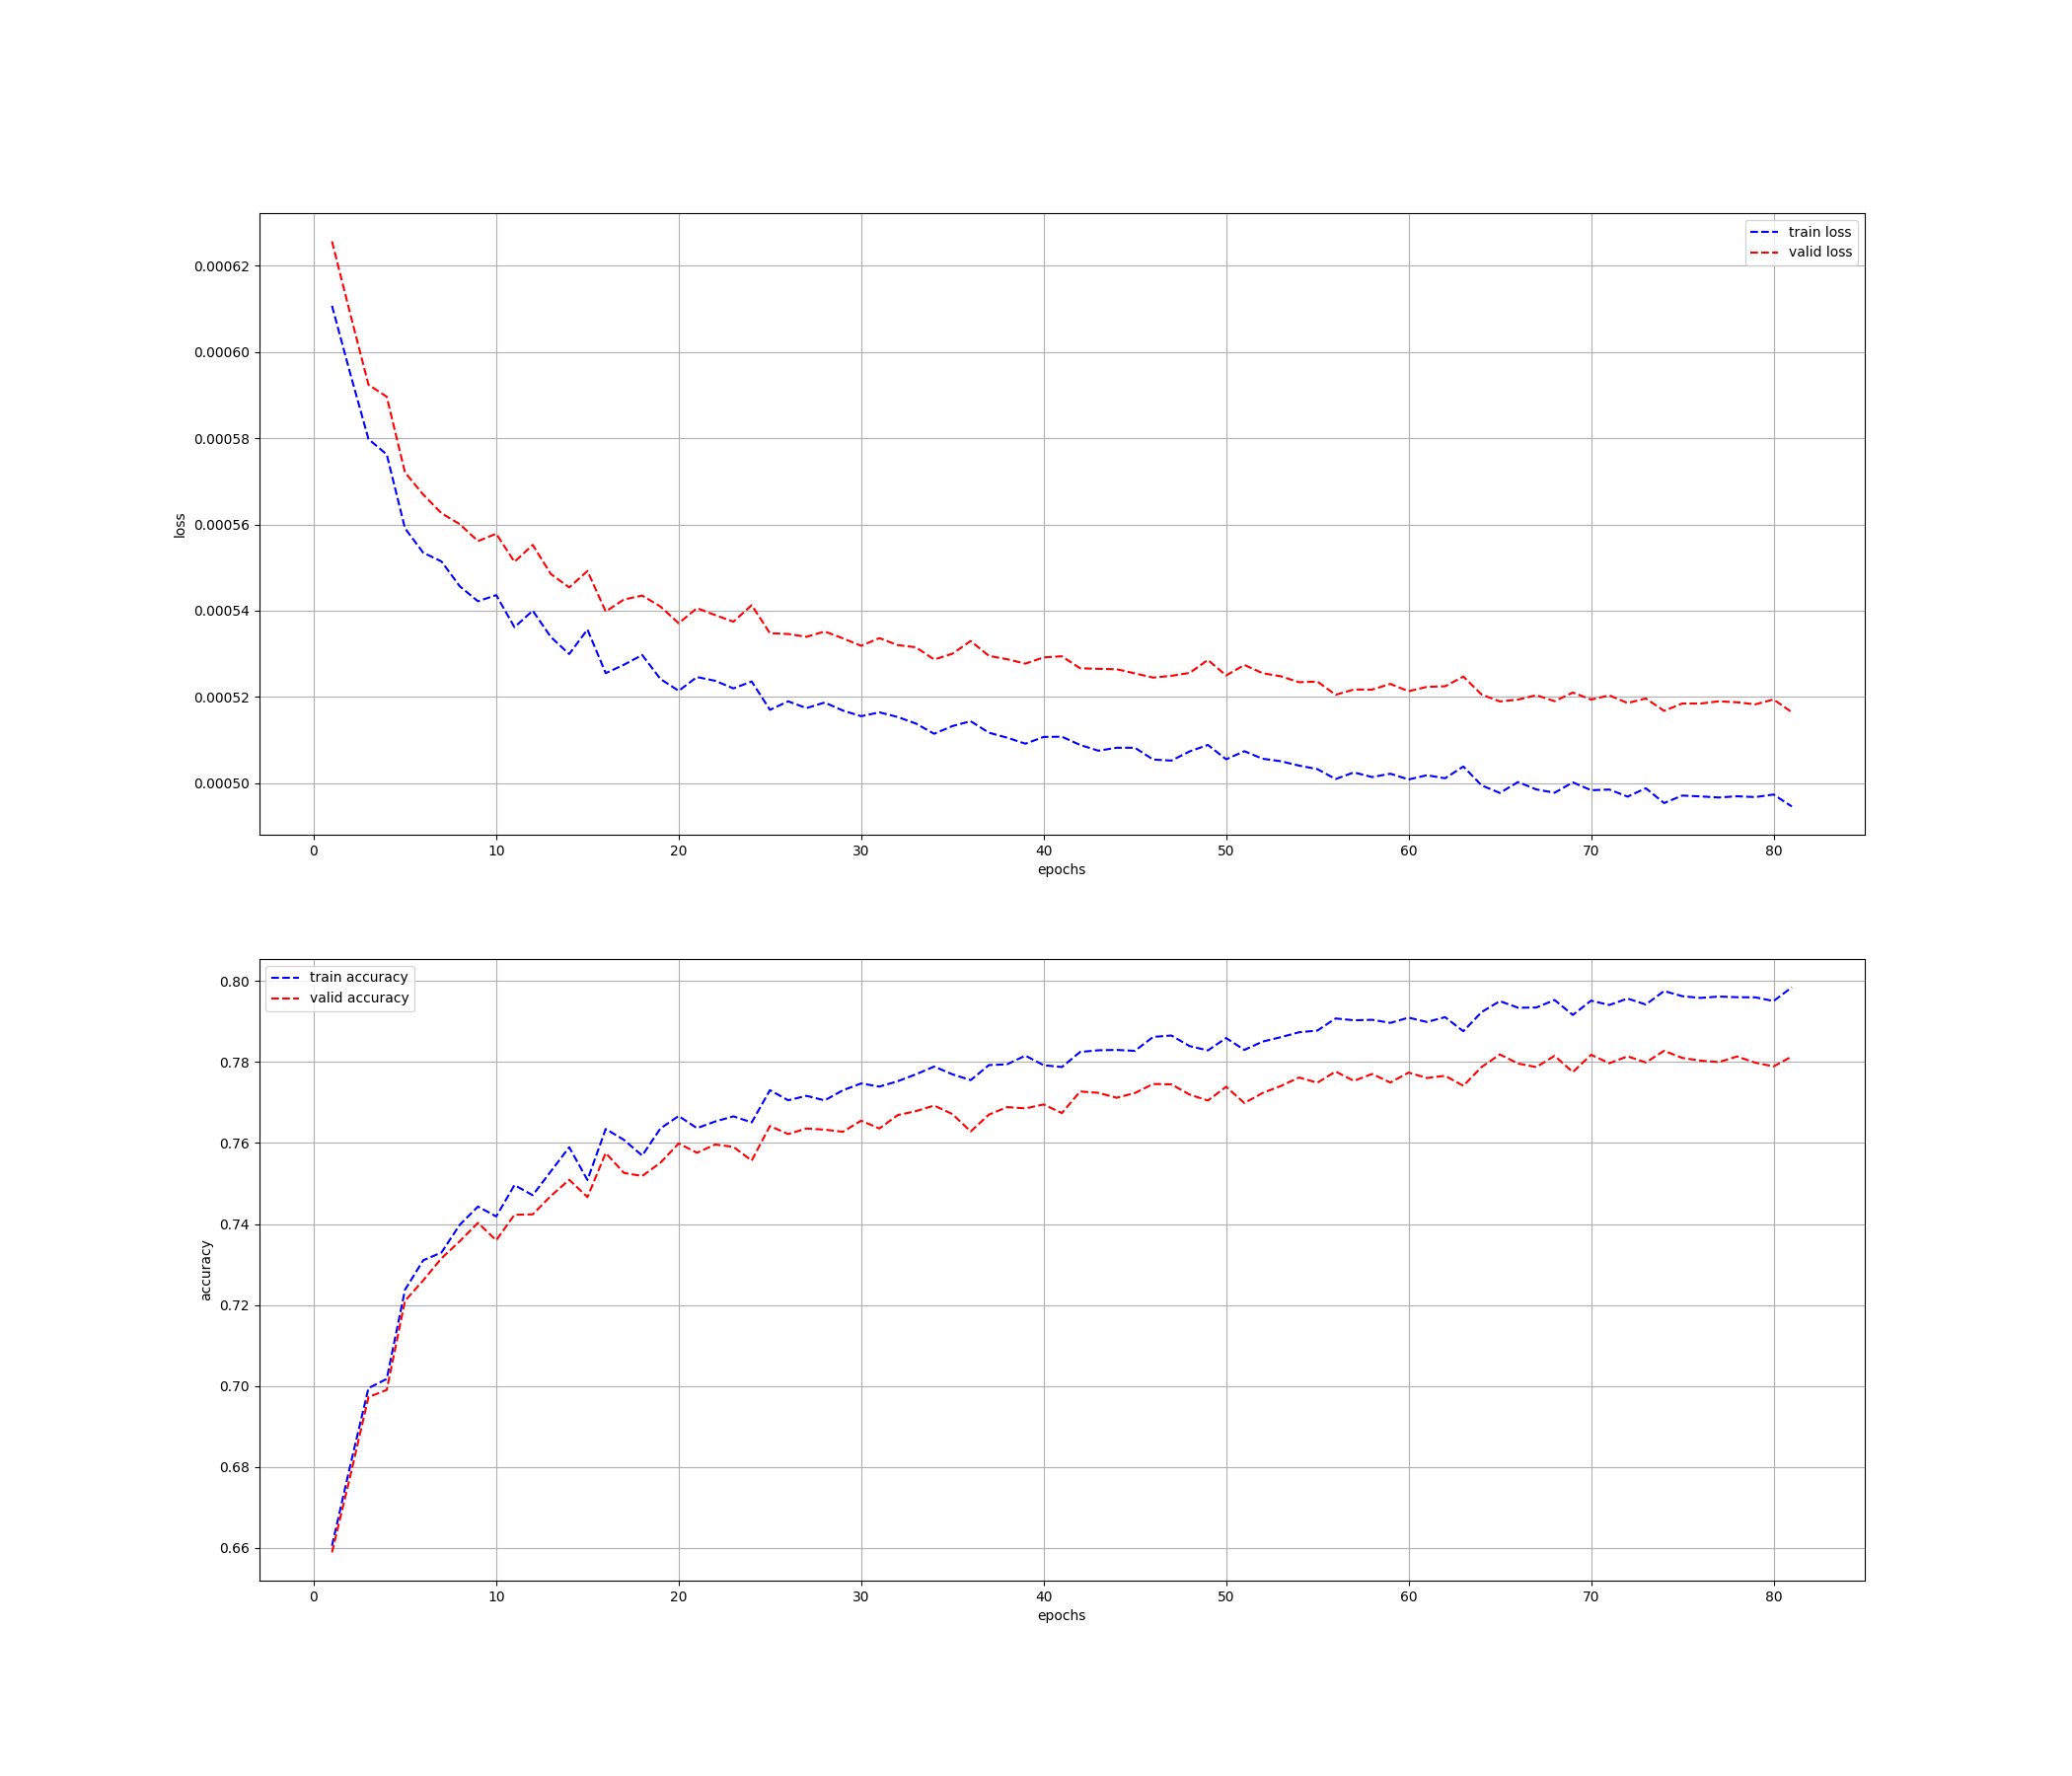 train loss
valid loss
0.00062
0.00060
0.00058
0.00056
0.00054
0.00052
0.00050
loss
0 10 20 30 40 50 60 70 80
epochs
train accuracy
valid accuracy
0.80
0.78
0.76
0.74
0.72
0.70
0.68
0.66
accuracy
0 10 20 30 40 50 60 70 80
epochs